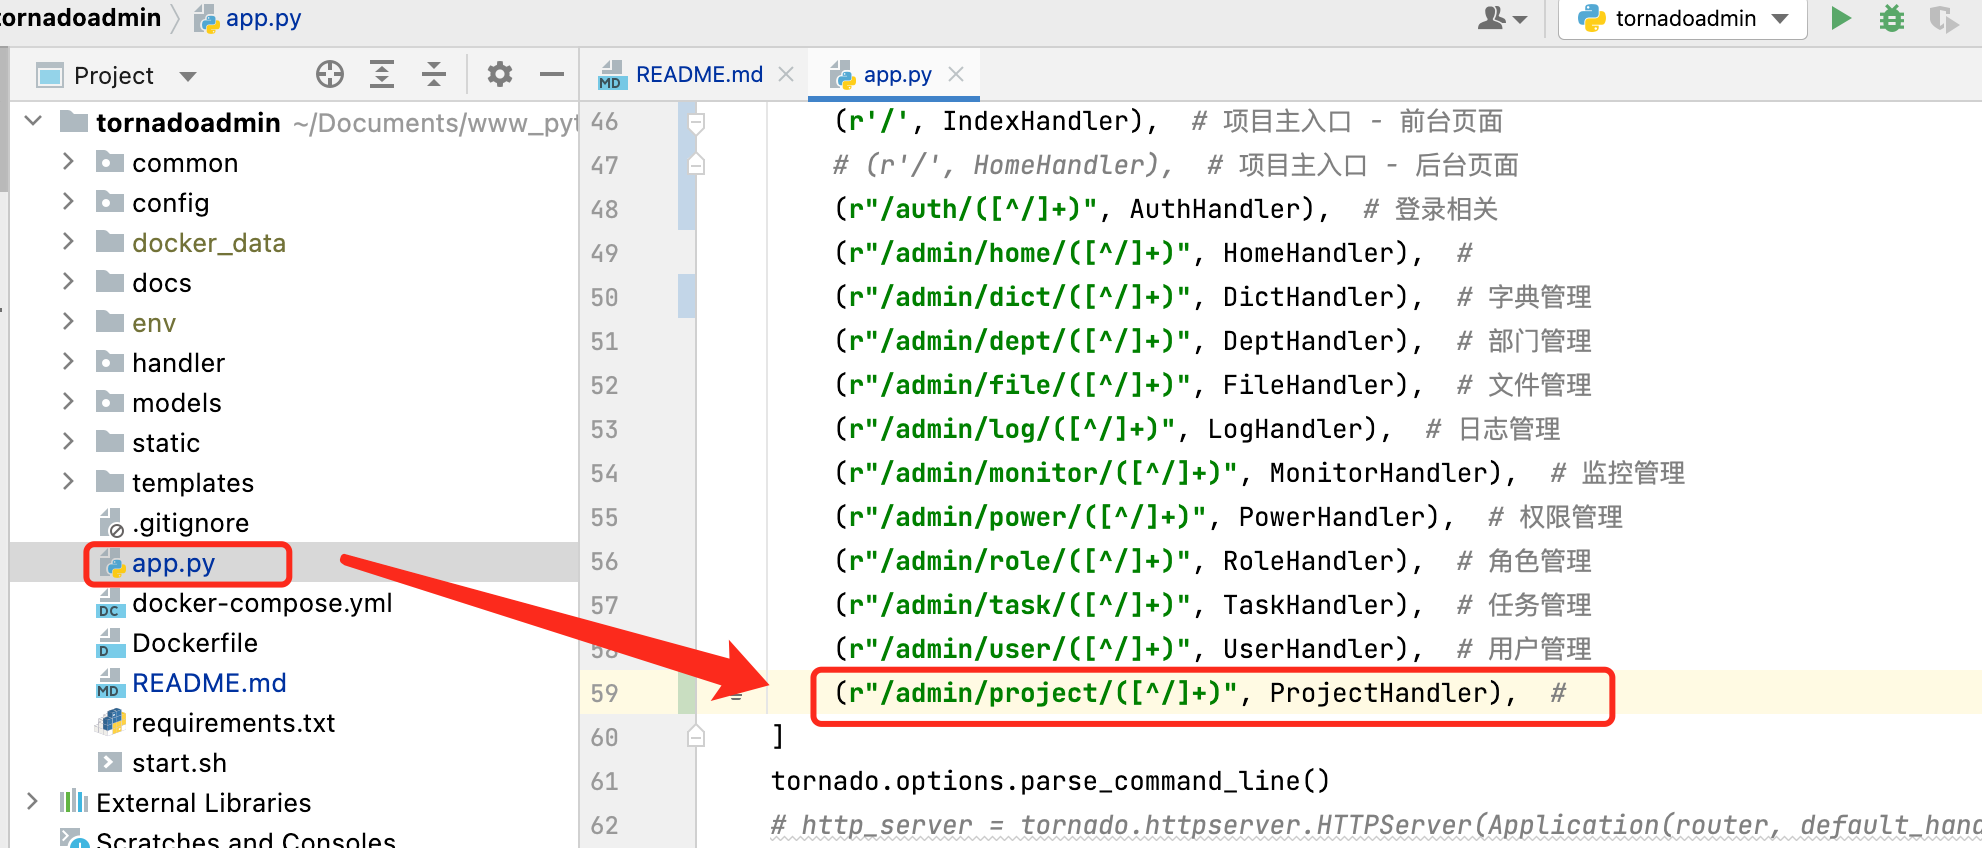 tornadoadmin app.py tornadoadmin
Project README.md app.py
tornadoadmin ~/Documents/www_pyt
common
config
docker_data
docs
env
handler
models
static
templates
.gitignore
app.py
docker-compose.yml
Dockerfile
README.md
requirements.txt
start.sh
External Libraries
Scratches and Consoles
46 (r'/', IndexHandler), # 项目主入口 - 前台页面
47 # (r'/', HomeHandler), # 项目主入口 - 后台页面
48 (r"/auth/([^/]+)", AuthHandler), # 登录相关
49 (r"/admin/home/([^/]+)", HomeHandler), #
50 (r"/admin/dict/([^/]+)", DictHandler), # 字典管理
51 (r"/admin/dept/([^/]+)", DeptHandler), # 部门管理
52 (r"/admin/file/([^/]+)", FileHandler), # 文件管理
53 (r"/admin/log/([^/]+)", LogHandler), # 日志管理
54 (r"/admin/monitor/([^/]+)", MonitorHandler), # 监控管理
55 (r"/admin/power/([^/]+)", PowerHandler), # 权限管理
56 (r"/admin/role/([^/]+)", RoleHandler), # 角色管理
57 (r"/admin/task/([^/]+)", TaskHandler), # 任务管理
58 (r"/admin/user/([^/]+)", UserHandler), # 用户管理
59 (r"/admin/project/([^/]+)", ProjectHandler), #
60 ]
61 tornado.options.parse_command_line()
62 # http_server = tornado.httpserver.HTTPServer(Application(router, default_hand